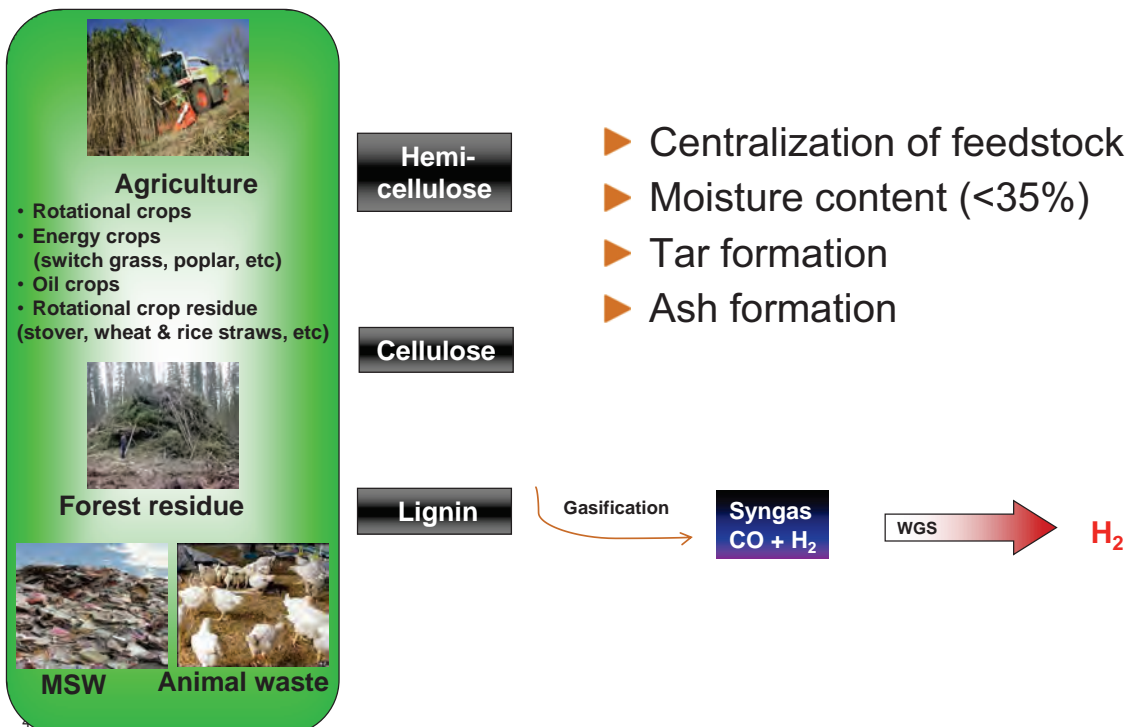 Agriculture
• Rotational crops
• Energy crops
(switch grass, poplar, etc)
• Oil crops
• Rotational crop residue
(stover, wheat & rice straws, etc)
Forest residue
MSW
Animal waste
Hemi-
cellulose
Cellulose
Lignin
► Centralization of feedstock
► Moisture content (<35%)
► Tar formation
► Ash formation
Gasification
Syngas
CO + H₂
WGS
H₂